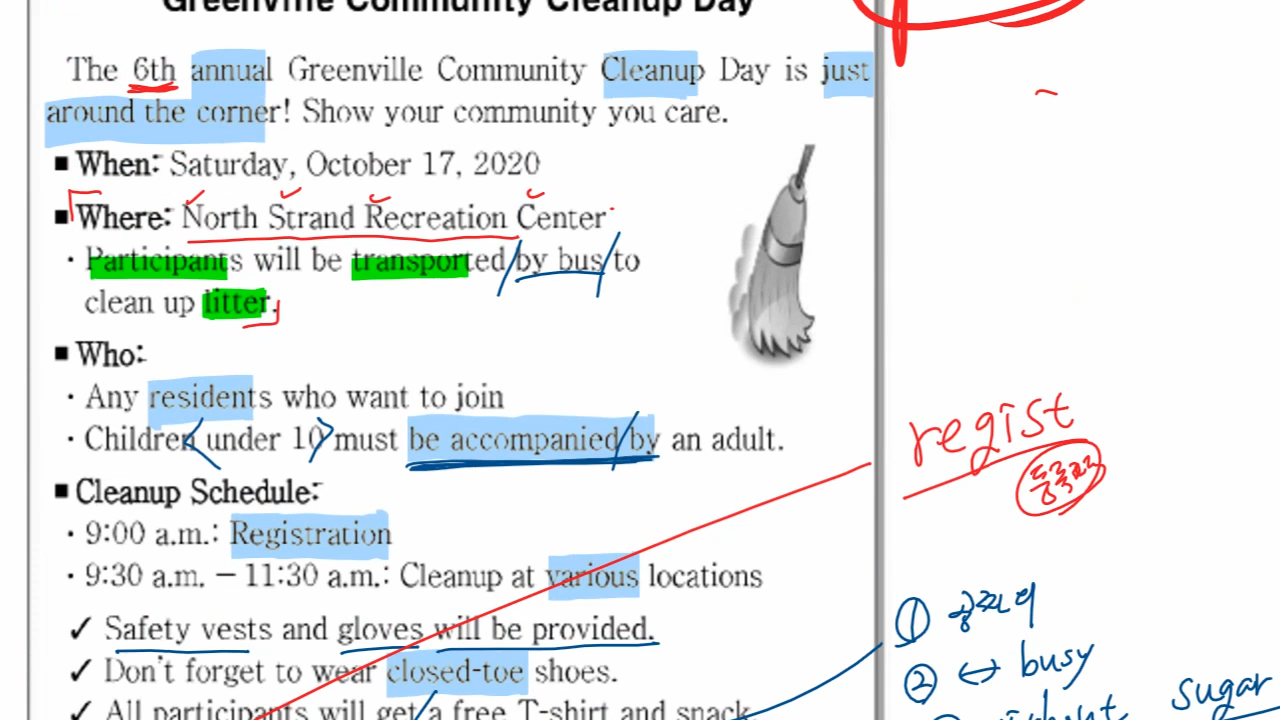 Greenville Community Cleanup Day
The 6th annual Greenville Community Cleanup Day is just
around the corner! Show your community you care.
■ When: Saturday, October 17, 2020
■ Where: North Strand Recreation Center
· Participants will be transported by bus to
clean up litter.
■ Who:
· Any residents who want to join
· Children under 10 must be accompanied by an adult.
■ Cleanup Schedule:
· 9:00 a.m.: Registration
· 9:30 a.m. – 11:30 a.m.: Cleanup at various locations
✓ Safety vests and gloves will be provided.
✓ Don't forget to wear closed-toe shoes.
✓ All participants will get a free T-shirt and snack
regist
①
② ↔ busy
sugar